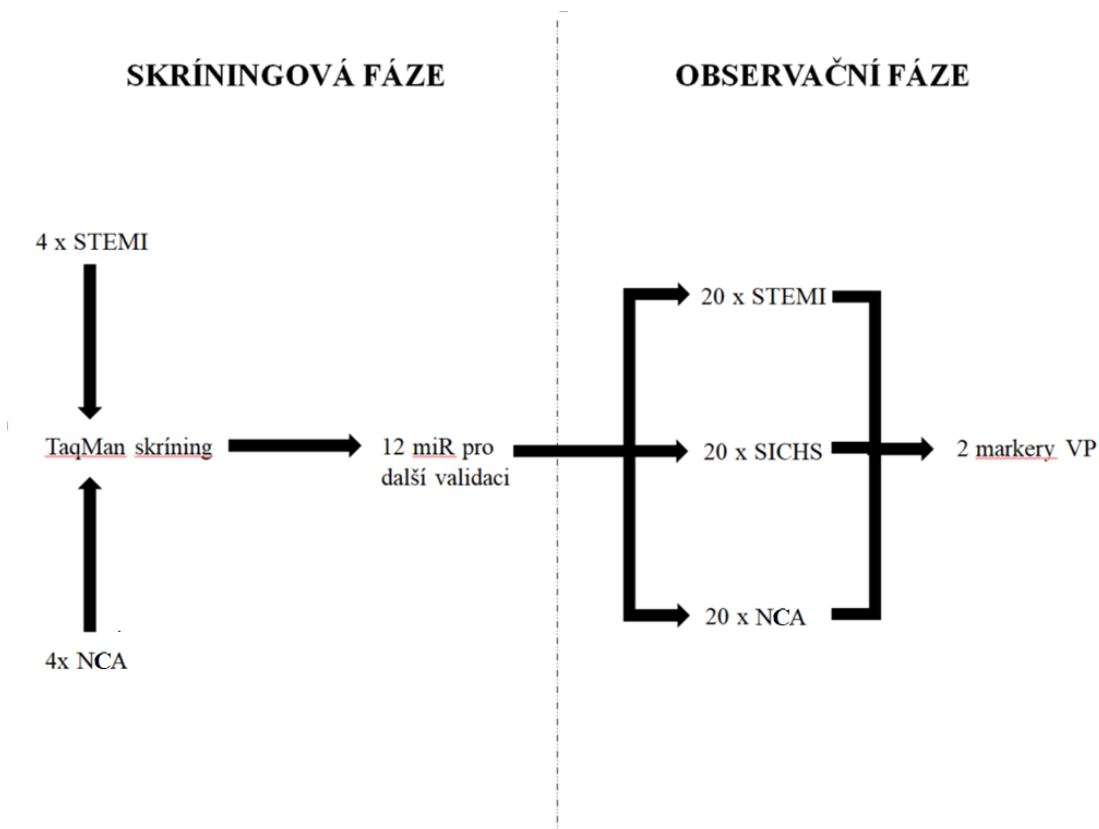 SKRÍNINGOVÁ FÁZE
OBSERVAČNÍ FÁZE
4 x STEMI
TaqMan skríning
4x NCA
12 miR pro
další validaci
20 x STEMI
20 x SICHS
20 x NCA
2 markery VP